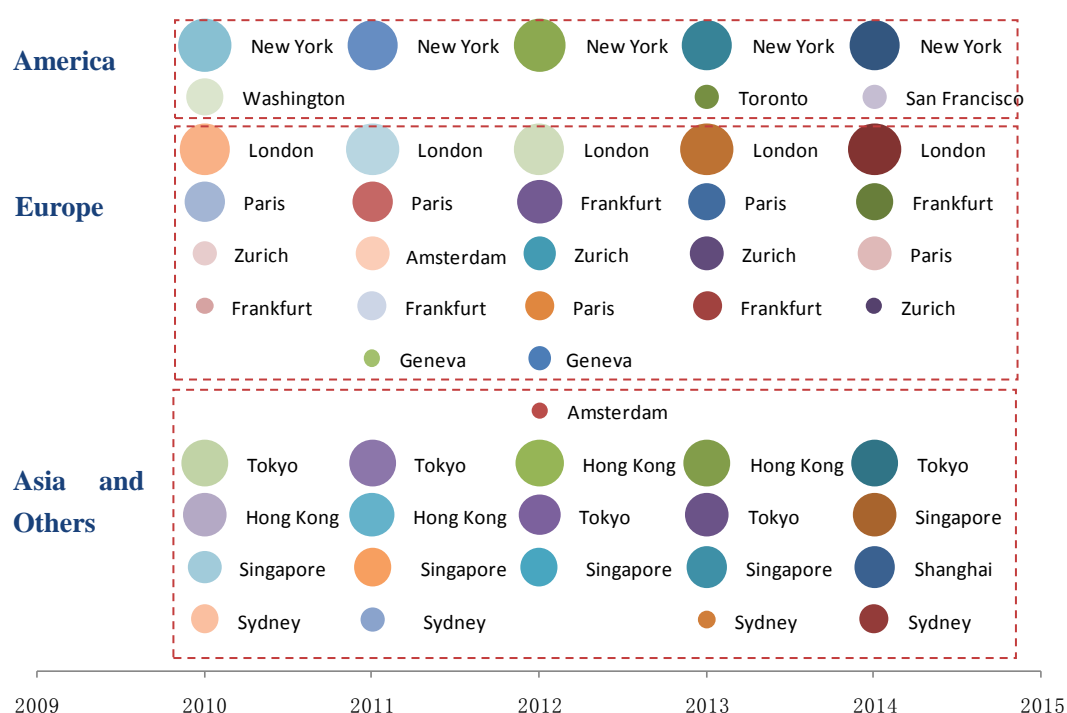 America
New York New York New York New York New York
Washington Toronto San Francisco
Europe
London London London London London
Paris Paris Frankfurt Paris Frankfurt
Zurich Amsterdam Zurich Zurich Paris
Frankfurt Frankfurt Paris Frankfurt Zurich
Geneva Geneva
Asia and
Others
Amsterdam
Tokyo Tokyo Hong Kong Hong Kong Tokyo
Hong Kong Hong Kong Tokyo Tokyo Singapore
Singapore Singapore Singapore Singapore Shanghai
Sydney Sydney Sydney Sydney
2009 2010 2011 2012 2013 2014 2015